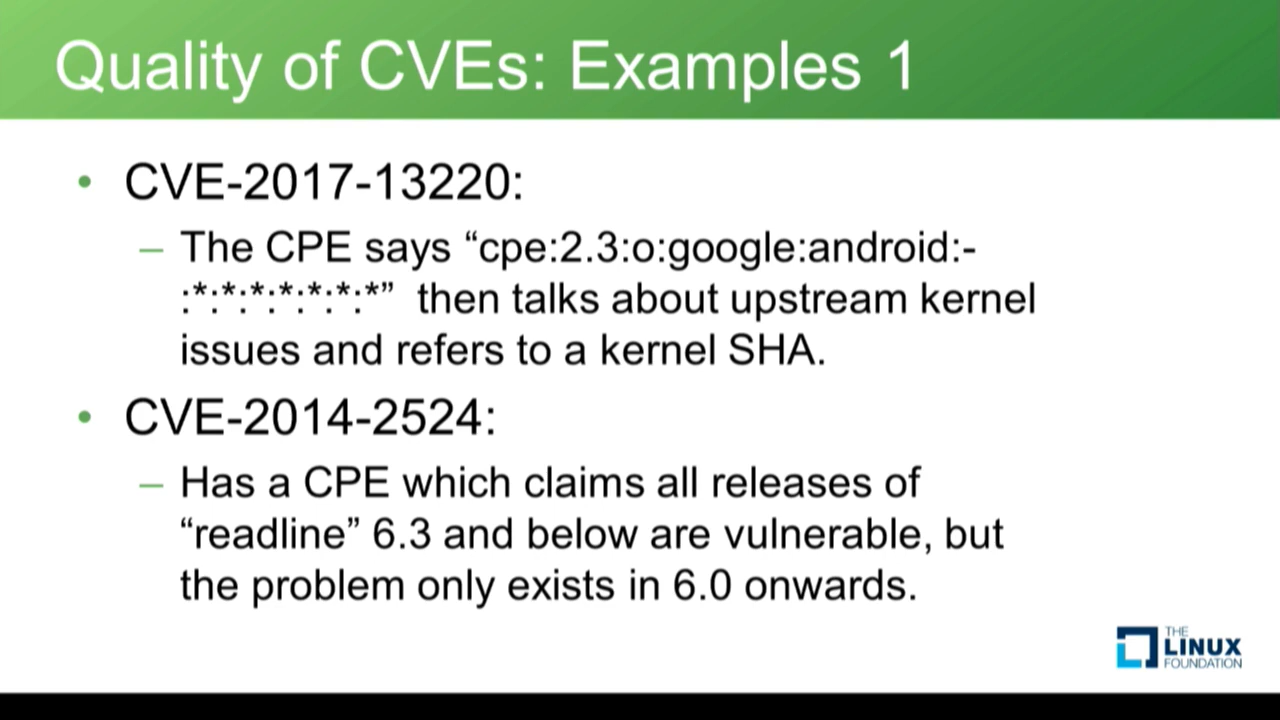 Quality of CVEs: Examples 1
• CVE-2017-13220:
– The CPE says “cpe:2.3:o:google:android:-
:*:*:*:*:*:*:*” then talks about upstream kernel
issues and refers to a kernel SHA.
• CVE-2014-2524:
– Has a CPE which claims all releases of
“readline” 6.3 and below are vulnerable, but
the problem only exists in 6.0 onwards.
THE
LINUX
FOUNDATION